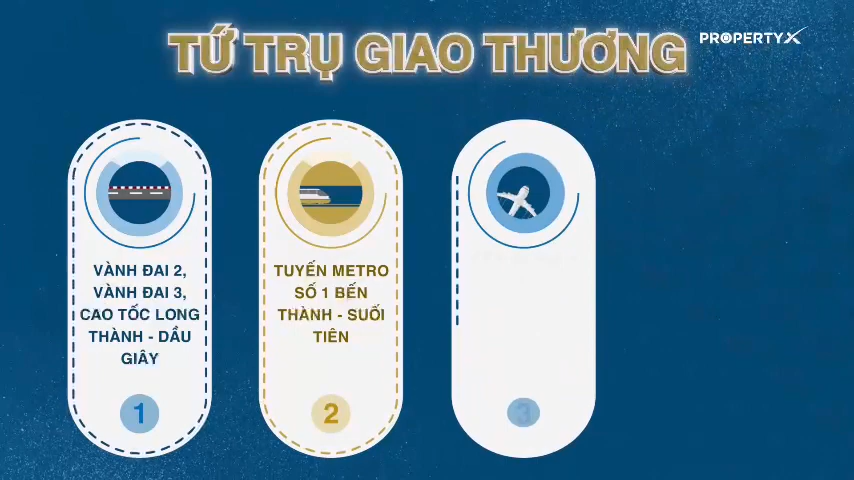 TỨ TRỤ GIAO THƯƠNG
PROPERTYX
VÀNH ĐAI 2,
VÀNH ĐAI 3,
CAO TỐC LONG
THÀNH - DẦU
GIÂY
1
TUYẾN METRO
SỐ 1 BẾN
THÀNH - SUỐI
TIÊN
2
3